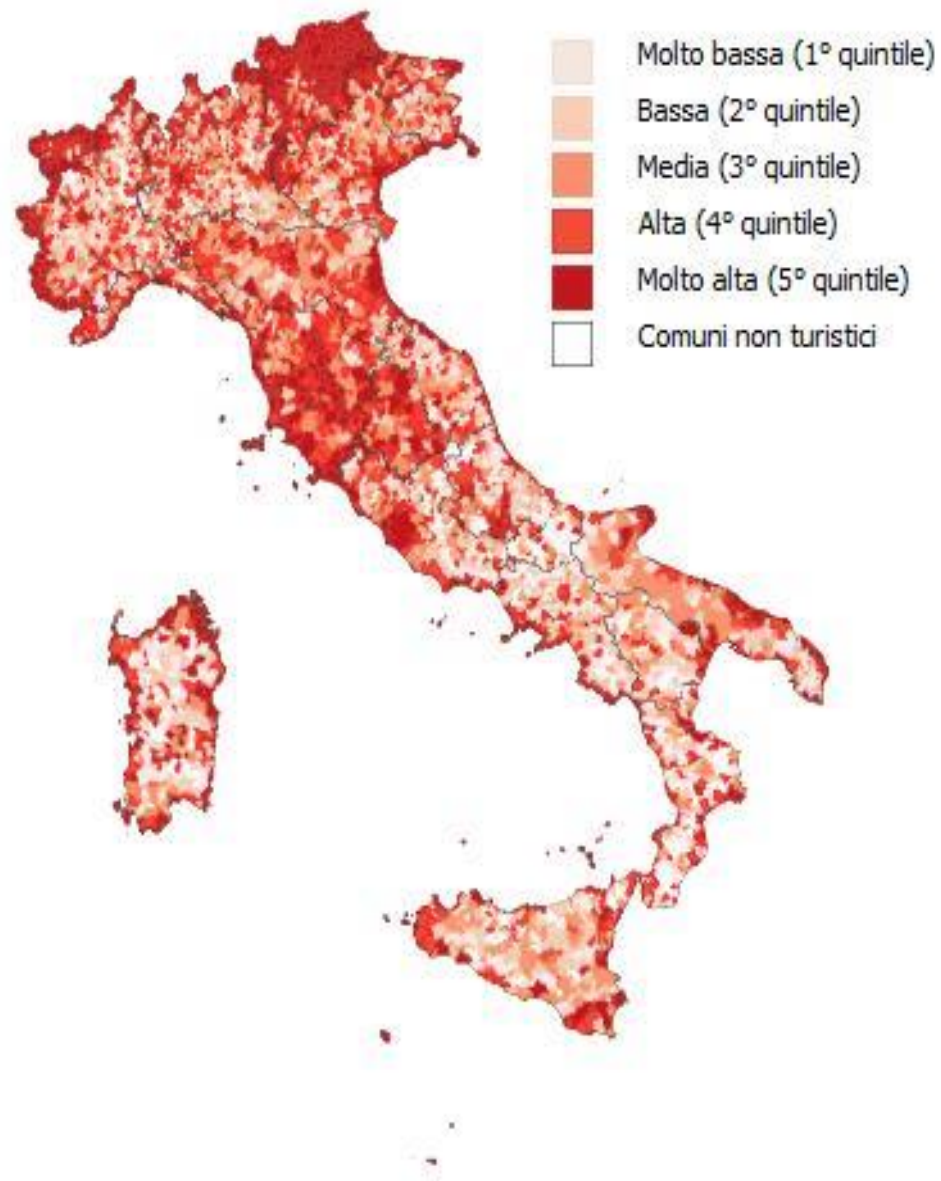 Molto bassa (1° quintile)
Bassa (2° quintile)
Media (3° quintile)
Alta (4° quintile)
Molto alta (5° quintile)
Comuni non turistici